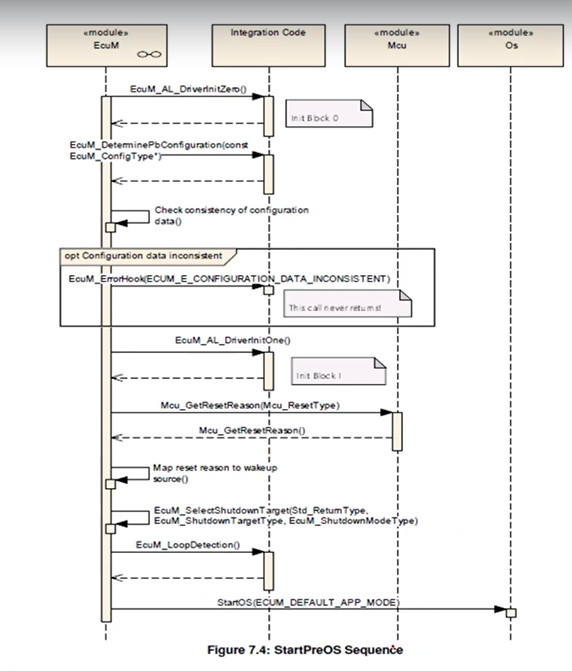 «module»
EcuM
Integration Code
«module»
Mcu
«module»
Os
EcuM_AL_DriverInitZero()
Init Block 0
EcuM_DeterminePbConfiguration(const
EcuM_ConfigType*)
Check consistency of configuration
data()
opt Configuration data inconsistent
EcuM_ErrorHook(ECUM_E_CONFIGURATION_DATA_INCONSISTENT)
This call never returns!
EcuM_AL_DriverInitOne()
Init Block I
Mcu_GetResetReason(Mcu_ResetType)
Mcu_GetResetReason()
Map reset reason to wakeup
source()
EcuM_SelectShutdownTarget(Std_ReturnType,
EcuM_ShutdownTargetType, EcuM_ShutdownModeType)
EcuM_LoopDetection()
StartOS(ECUM_DEFAULT_APP_MODE)
Figure 7.4: StartPreOS Sequence